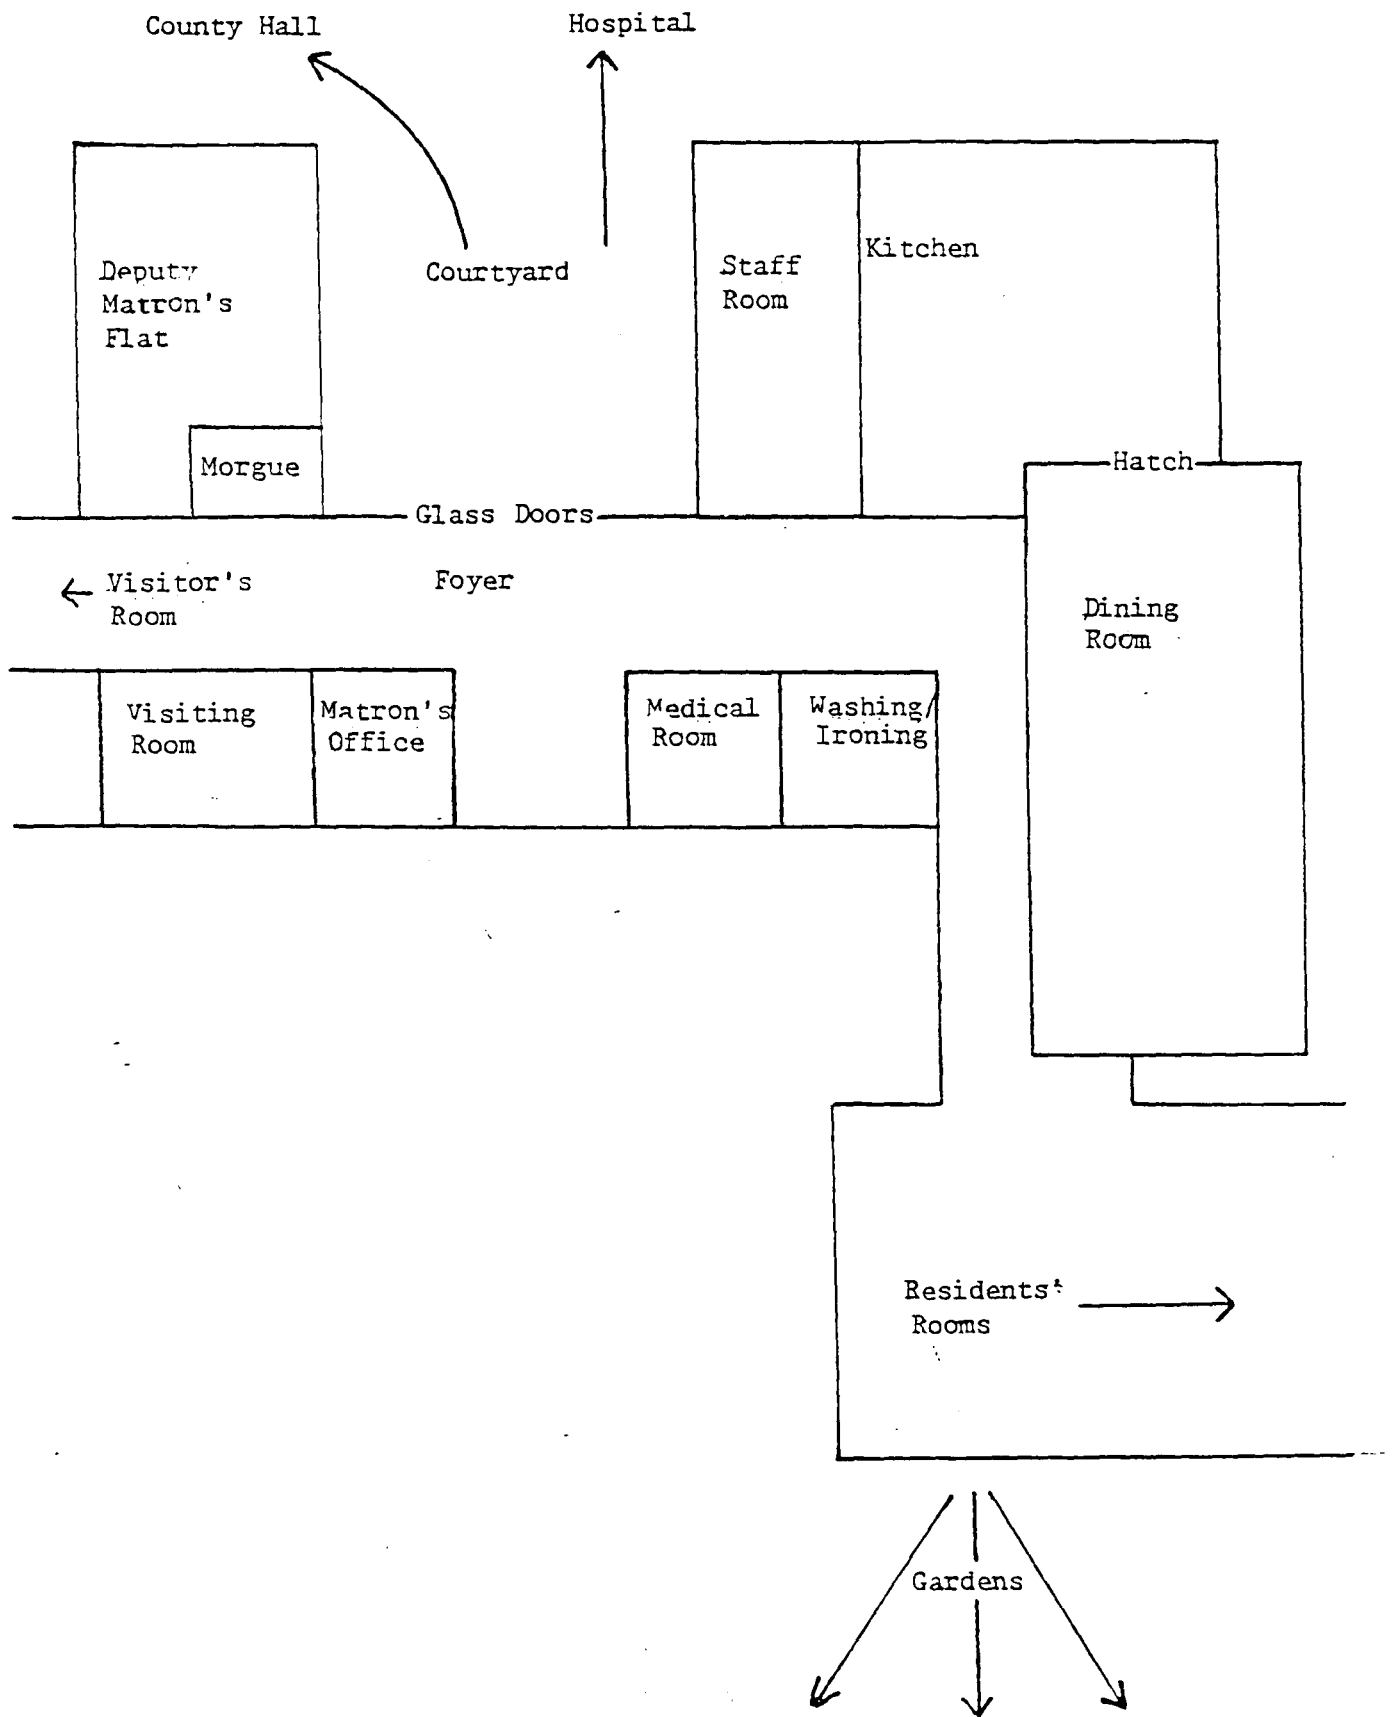 County Hall
Hospital
Deputy
Matron's
Flat
Courtyard
Staff
Room
Kitchen
Morgue
Hatch
Glass Doors
Visitor's
Room
Foyer
Dining
Room
Visiting
Room
Matron's
Office
Medical
Room
Washing/
Ironing
Residents'
Rooms
Gardens